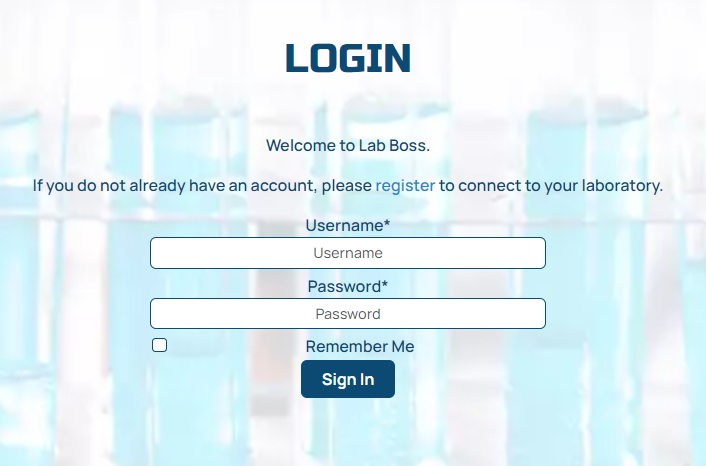 LOGIN
Welcome to Lab Boss.
If you do not already have an account, please register to connect to your laboratory.
Username*
Username
Password*
Password
Remember Me
Sign In